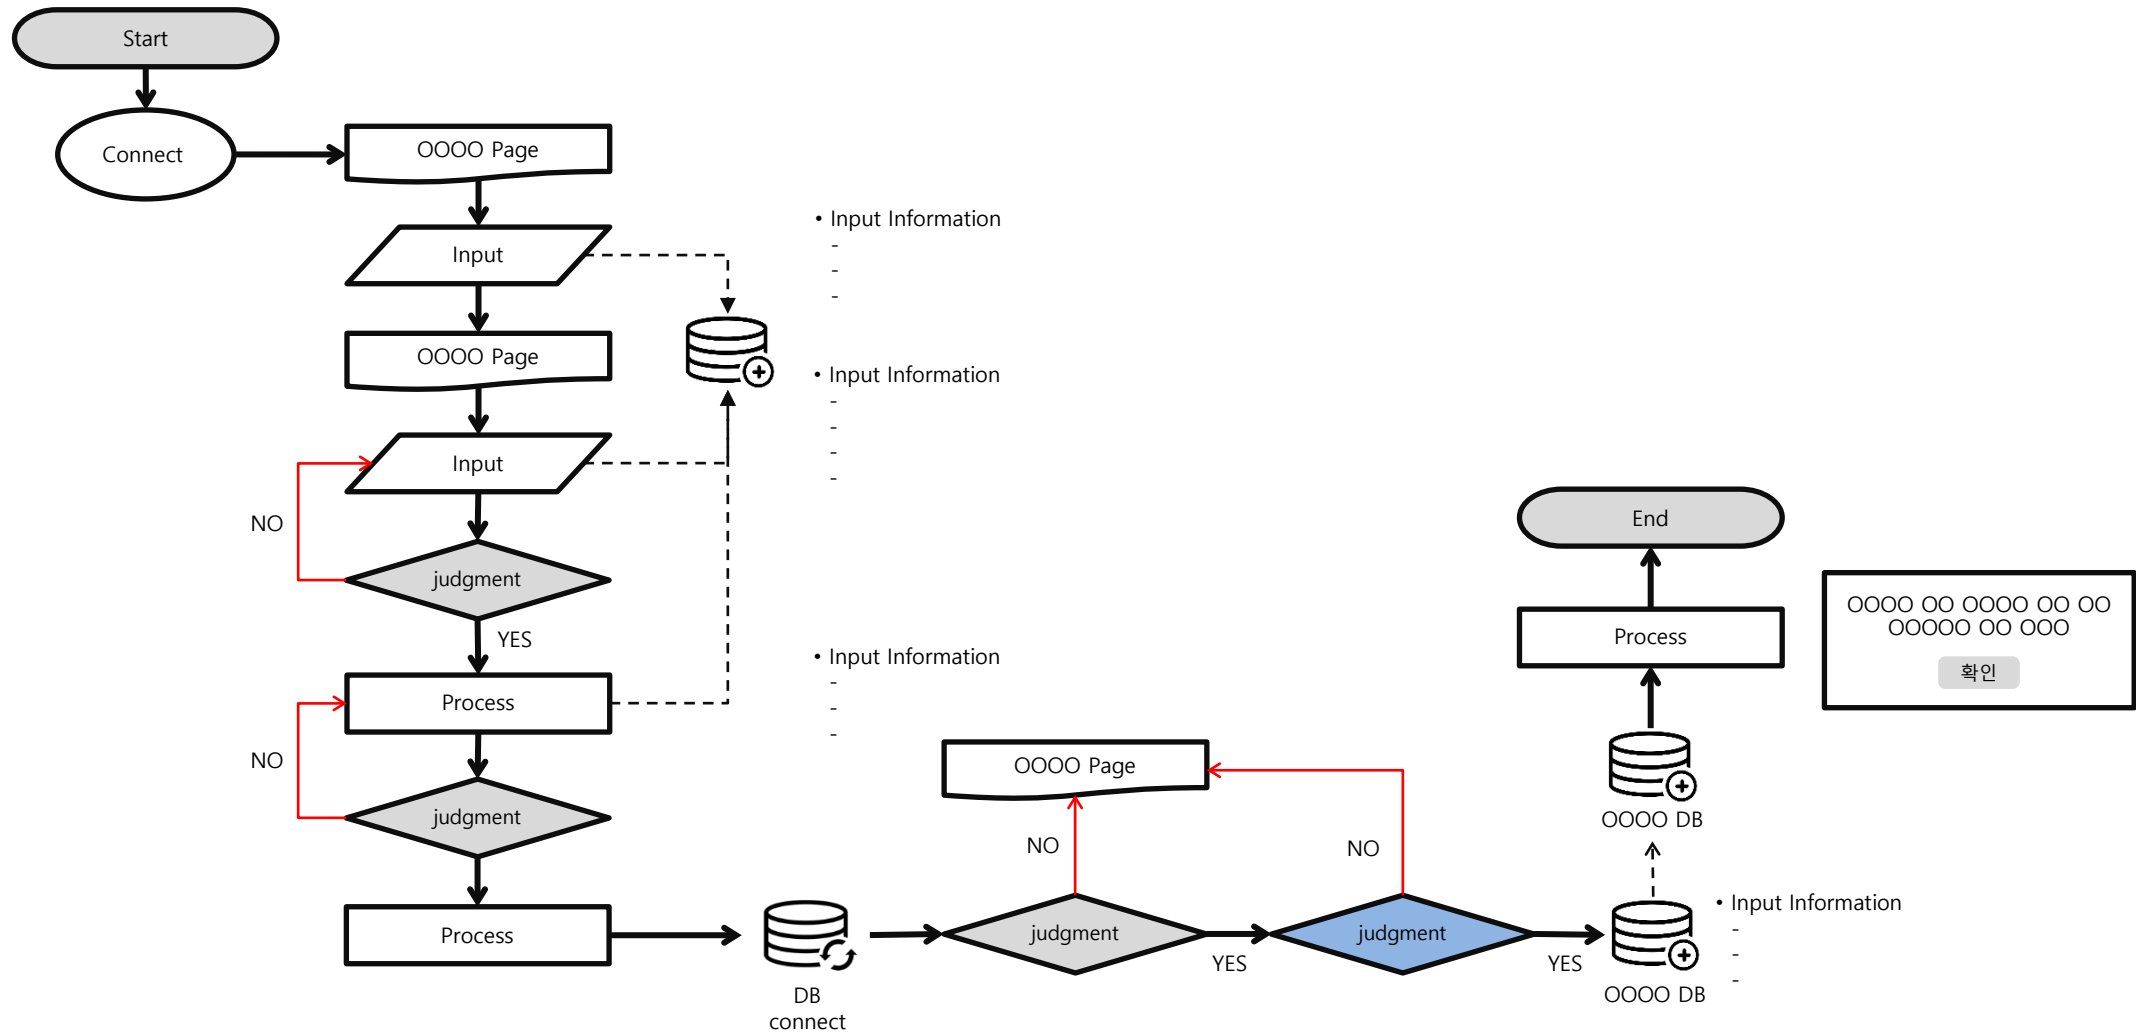 Start
Connect
OOOO Page
Input
• Input Information
-
-
-
OOOO Page
• Input Information
-
-
-
-
Input
NO
judgment
YES
Process
• Input Information
-
-
-
NO
judgment
Process
DB
connect
OOOO Page
NO
judgment
YES
NO
judgment
YES
OOOO DB
• Input Information
-
-
-
OOOO DB
Process
End
OOOO OO OOOO OO OO
OOOOO OO OOO
확인